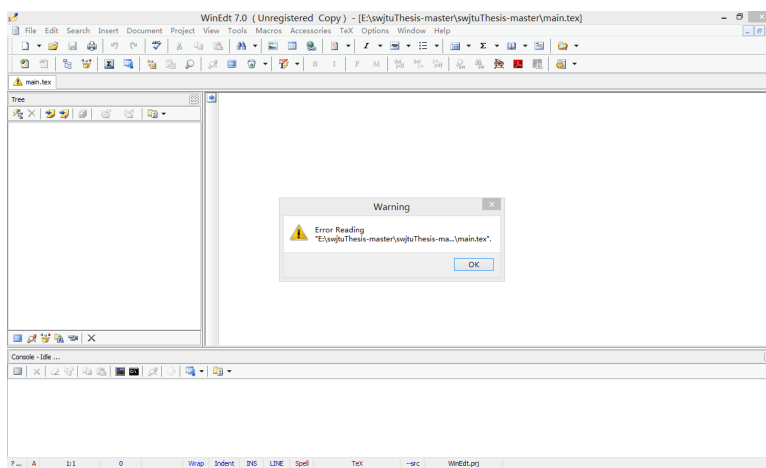 WinEdt 7.0 ( Unregistered Copy ) - [E:\swjtuThesis-master\swjtuThesis-master\main.tex]
File Edit Search Insert Document Project View Tools Macros Accessories TeX Options Window Help
B I F M
main.tex
Tree
Warning
Error Reading
"E:\swjtuThesis-master\swjtuThesis-ma...\main.tex".
OK
Console - Idle ...
? ... A 1:1 0 Wrap Indent INS LINE Spell TeX --src WinEdt.prj